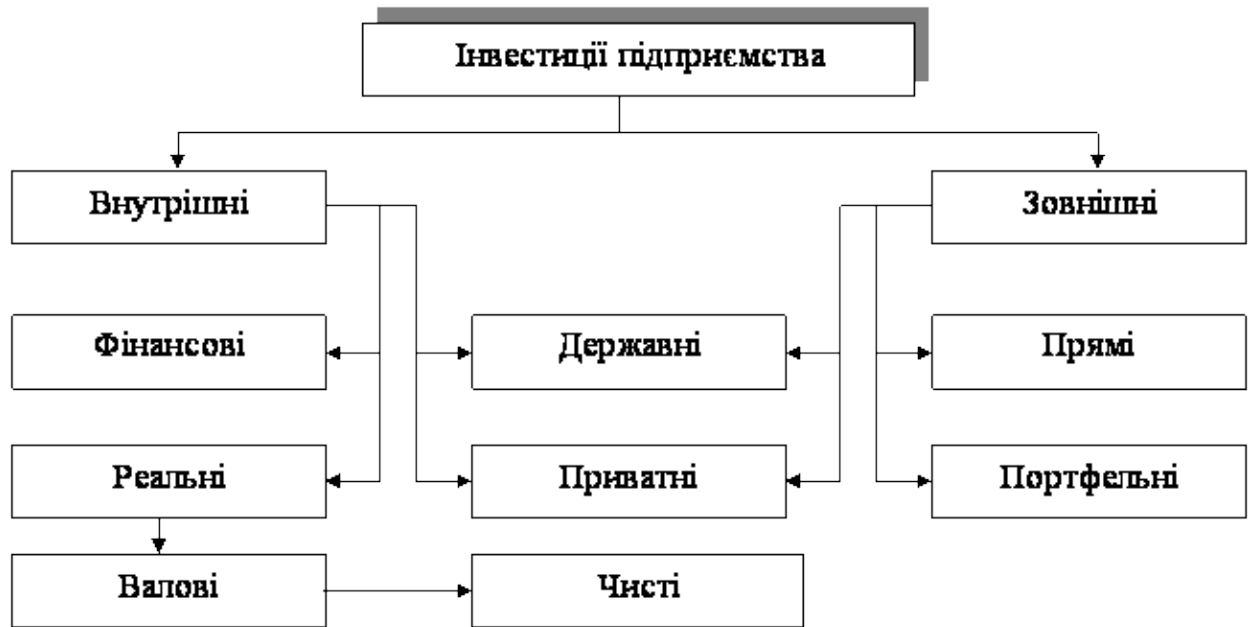 Інвестиції підприємства
Внутрішні
Зовнішні
Фінансові
Державні
Прямі
Реальні
Приватні
Портфельні
Валові
Чисті